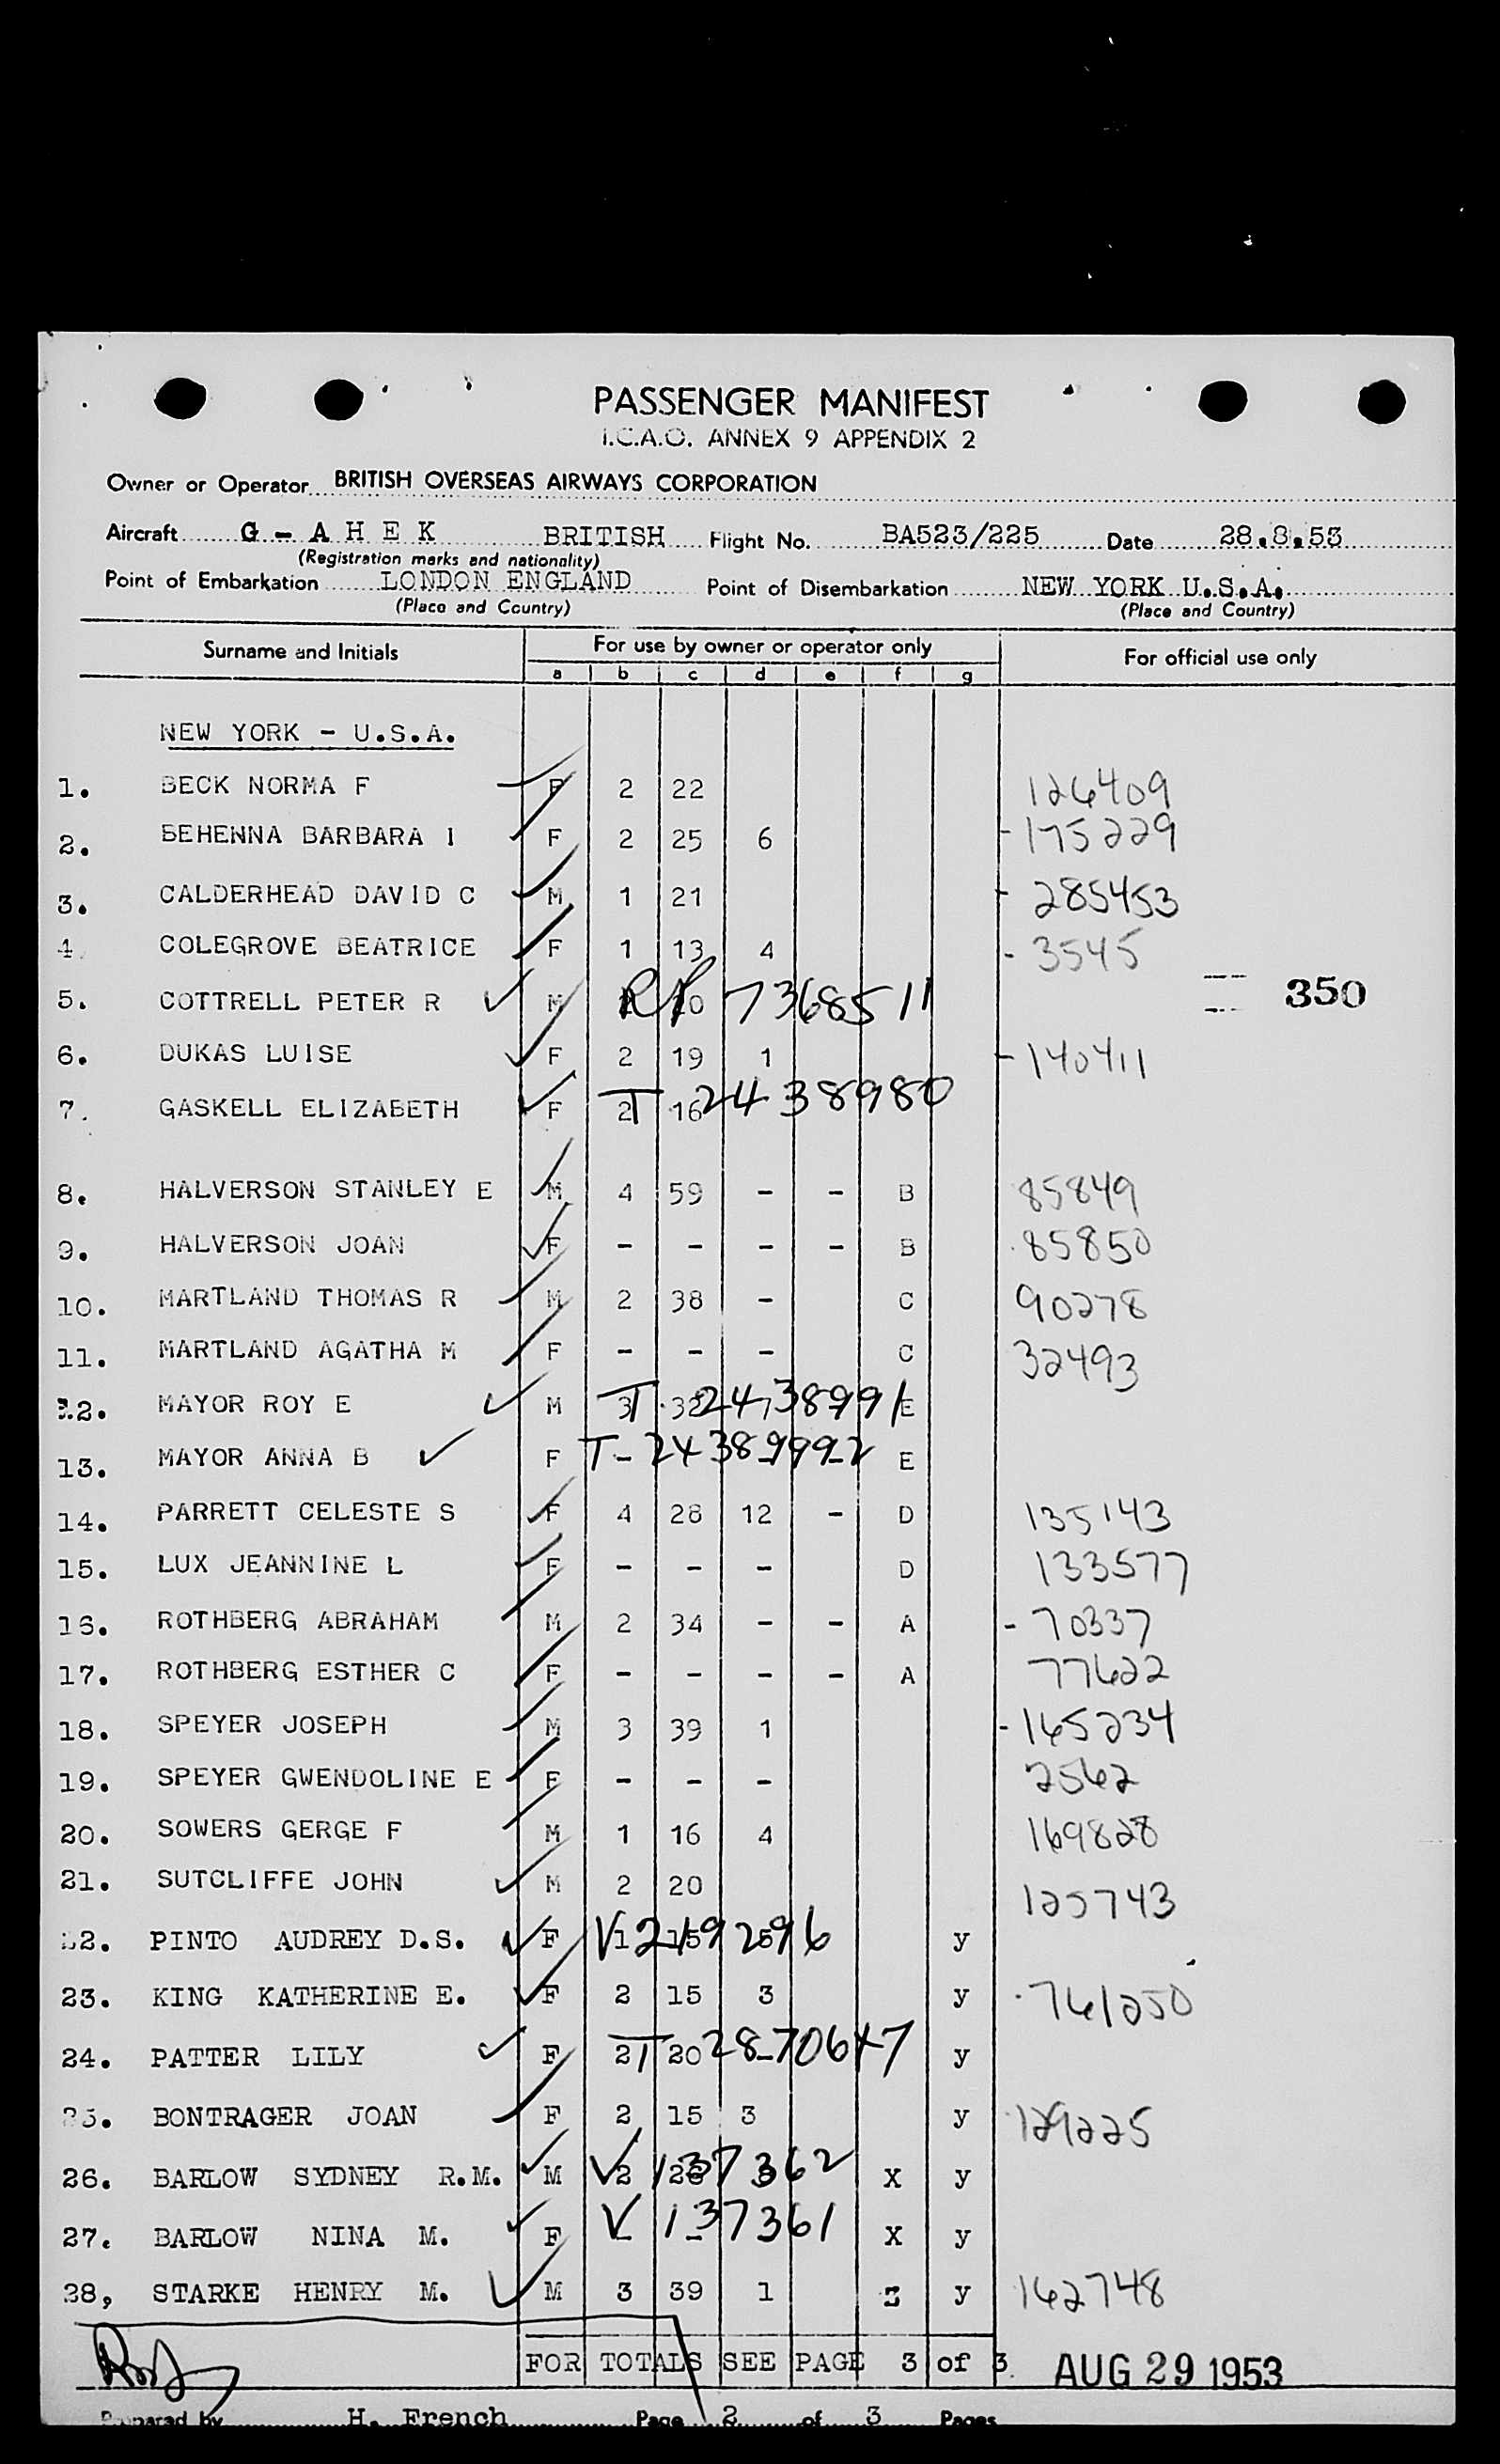 PASSENGER MANIFEST
I.C.A.O. ANNEX 9 APPENDIX 2
Owner or Operator BRITISH OVERSEAS AIRWAYS CORPORATION
Aircraft G - A H E K BRITISH Flight No. BA523/225 Date 28.8.53
(Registration marks and nationality)
Point of Embarkation LONDON ENGLAND Point of Disembarkation NEW YORK U.S.A.
(Place and Country) (Place and Country)
Surname and Initials For use by owner or operator only For official use only
a b c d e f g
NEW YORK - U.S.A.
1. BECK NORMA F F 2 22 126409
2. BEHENNA BARBARA I F 2 25 6 - 175229
3. CALDERHEAD DAVID C M 1 21 - 285453
4. COLEGROVE BEATRICE F 1 13 4 - 3545
5. COTTRELL PETER R M RP 7368511 350
6. DUKAS LUISE F 2 19 1 - 140411
7. GASKELL ELIZABETH F 2 16 T 2438980
8. HALVERSON STANLEY E M 4 59 - - B 85849
9. HALVERSON JOAN F - - - - B 85850
10. MARTLAND THOMAS R M 2 38 - C 90278
11. MARTLAND AGATHA M F - - - C 32493
12. MAYOR ROY E M 3 T 2438991 E
13. MAYOR ANNA B F T-24389992 E
14. PARRETT CELESTE S F 4 28 12 - D 135143
15. LUX JEANNINE L F - - - D 133577
16. ROTHBERG ABRAHAM M 2 34 - - A - 70337
17. ROTHBERG ESTHER C F - - - - A 77622
18. SPEYER JOSEPH M 3 39 1 - 165234
19. SPEYER GWENDOLINE E F - - - 2562
20. SOWERS GERGE F M 1 16 4 169828
21. SUTCLIFFE JOHN M 2 20 125743
22. PINTO AUDREY D.S. F 1 15 V 2192596 y
23. KING KATHERINE E. F 2 15 3 y 761250
24. PATTER LILY F 2 20 - T 2870647 y
25. BONTRAGER JOAN F 2 15 3 y 129225
26. BARLOW SYDNEY R.M. M 2 V 137362 X y
27. BARLOW NINA M. F - - V 137361 X y
28, STARKE HENRY M. M 3 39 1 y 162748
FOR TOTALS SEE PAGE 3 of 3. AUG 29 1953
Prepared by H. French Page 2 of 3 Pages